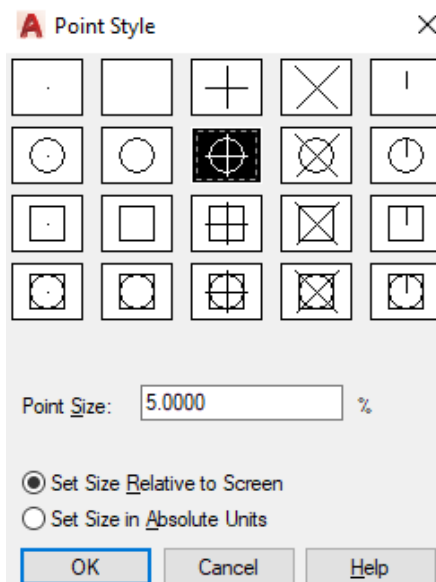 Point Style
Point Size: 5.0000 %
Set Size Relative to Screen
Set Size in Absolute Units
OK Cancel Help